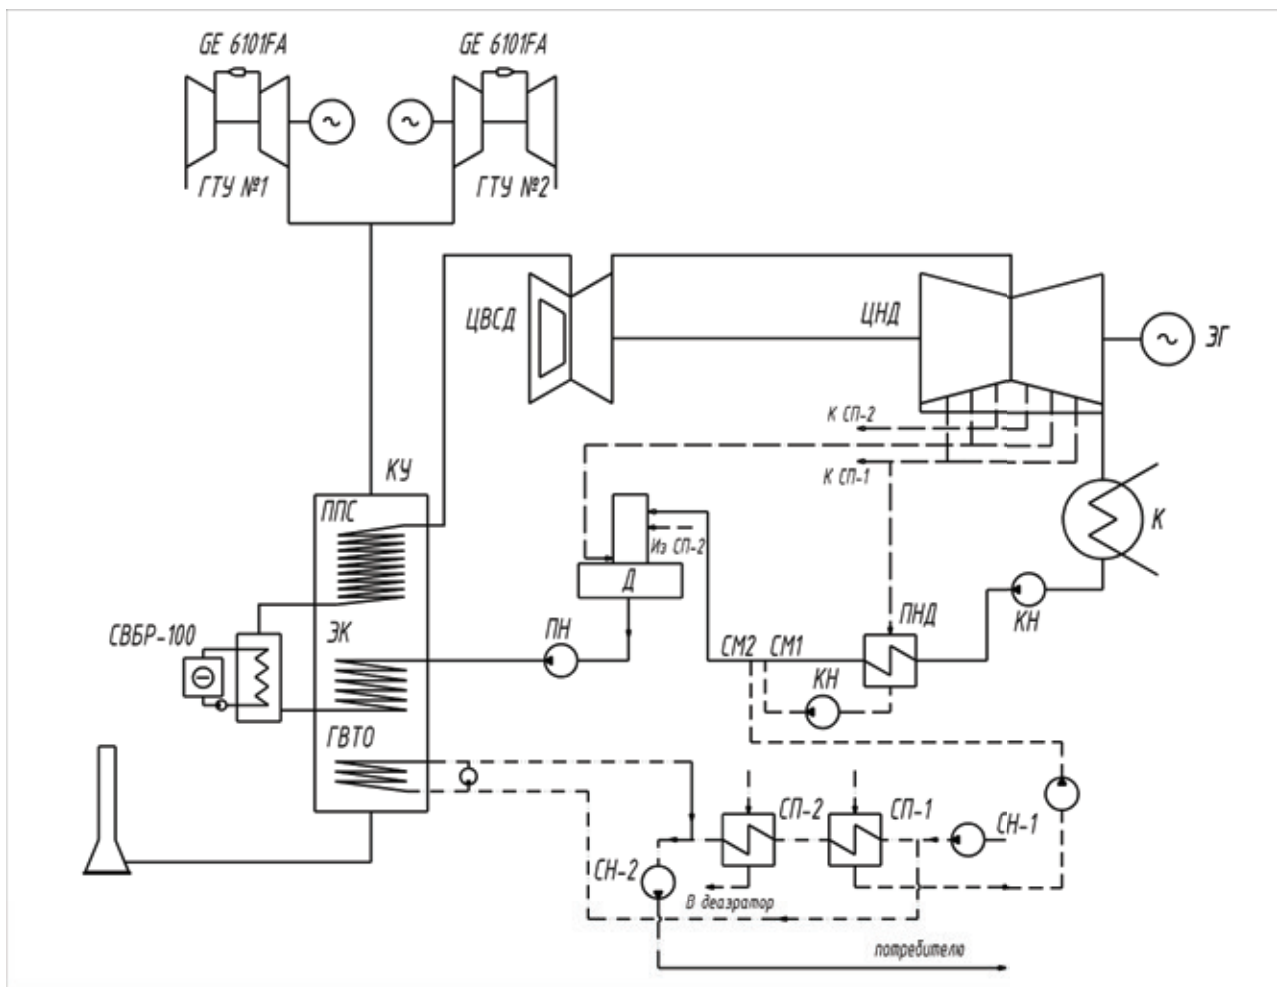 GE 6101FA
GE 6101FA
ГТУ №1
ГТУ №2
ЦВСД
ЦНД
ЭГ
К СП-2
К СП-1
КУ
ППС
К
Из СП-2
Д
ПНД
КН
СВБР-100
ЭК
ПН
СМ2
СМ1
КН
ГВТО
СП-2
СП-1
СН-1
СН-2
В деаэратор
потребителю